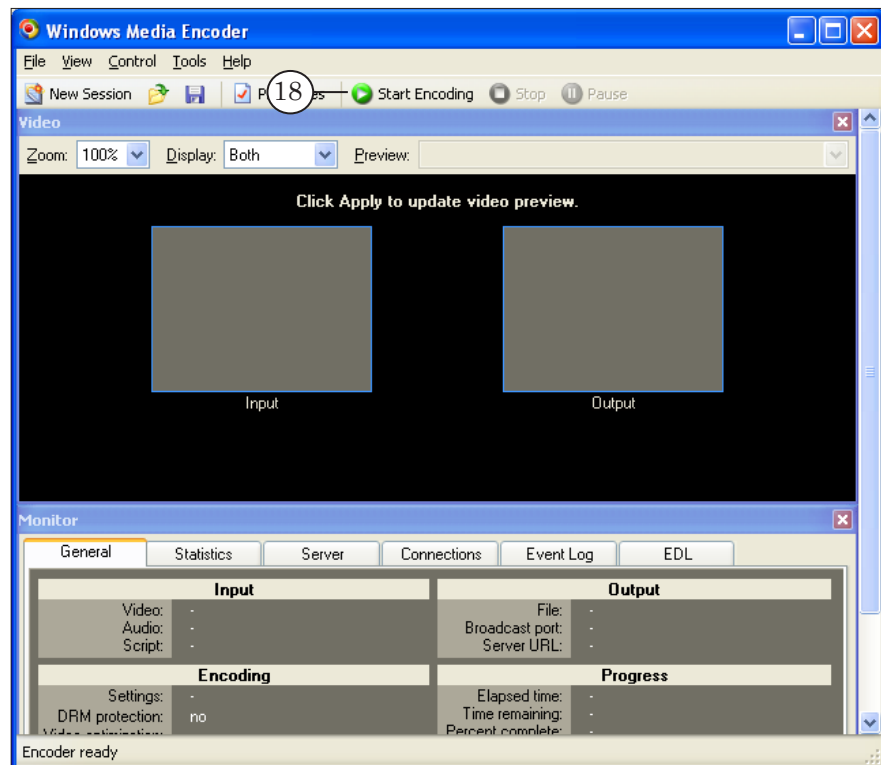 Windows Media Encoder
File View Control Tools Help
New Session 18 Start Encoding Stop Pause
Video
Zoom: 100% Display: Both Preview:
Click Apply to update video preview.
Input Output
Monitor
General Statistics Server Connections Event Log EDL
Input Output
Video: - File: -
Audio: - Broadcast port: -
Script: - Server URL: -
Encoding Progress
Settings: - Elapsed time: -
DRM protection: no Time remaining: -
Percent complete: -
Encoder ready